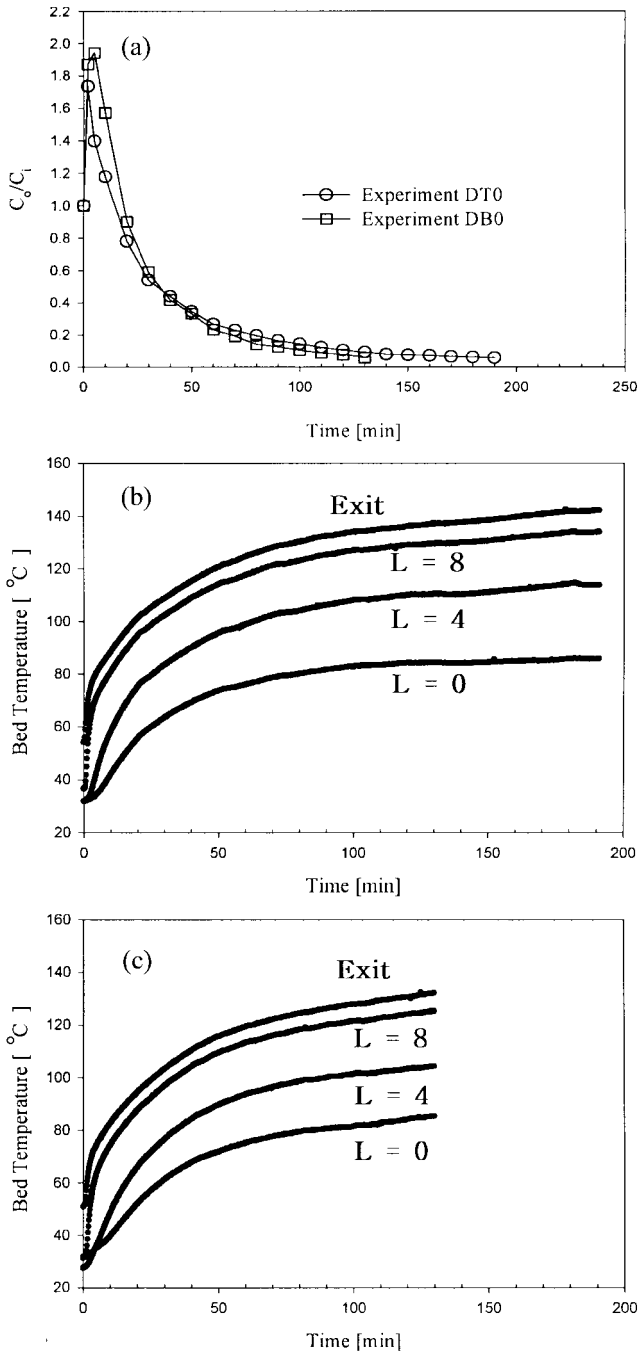 2.2
(a)
2.0
1.8
1.6
1.4
1.2
1.0
0.8
0.6
0.4
0.2
0.0
C_o/C_i
Experiment DT0
Experiment DB0
0 50 100 150 200 250
Time [min]
160
(b)
140
120
100
80
60
40
20
Bed Temperature [ °C ]
Exit
L = 8
L = 4
L = 0
0 50 100 150 200
Time [min]
160
(c)
140
120
100
80
60
40
20
Bed Temperature [ °C ]
Exit
L = 8
L = 4
L = 0
0 50 100 150 200
Time [min]